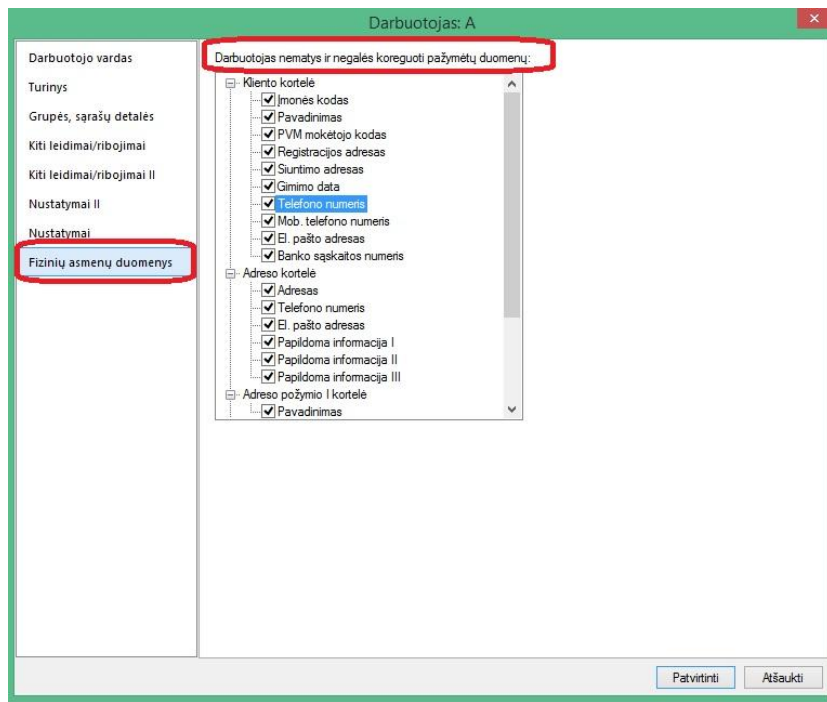 Darbuotojas: A
Darbuotojo vardas
Turinys
Grupės, sąrašų detalės
Kiti leidimai/ribojimai
Kiti leidimai/ribojimai II
Nustatymai II
Nustatymai
Fizinių asmenų duomenys
Darbuotojas nematys ir negalės koreguoti pažymėtų duomenų:
Kliento kortelė
Įmonės kodas
Pavadinimas
PVM mokėtojo kodas
Registracijos adresas
Siuntimo adresas
Gimimo data
Telefono numeris
Mob. telefono numeris
El. pašto adresas
Banko sąskaitos numeris
Adreso kortelė
Adresas
Telefono numeris
El. pašto adresas
Papildoma informacija I
Papildoma informacija II
Papildoma informacija III
Adreso požymio I kortelė
Pavadinimas
Patvirtinti
Atšaukti